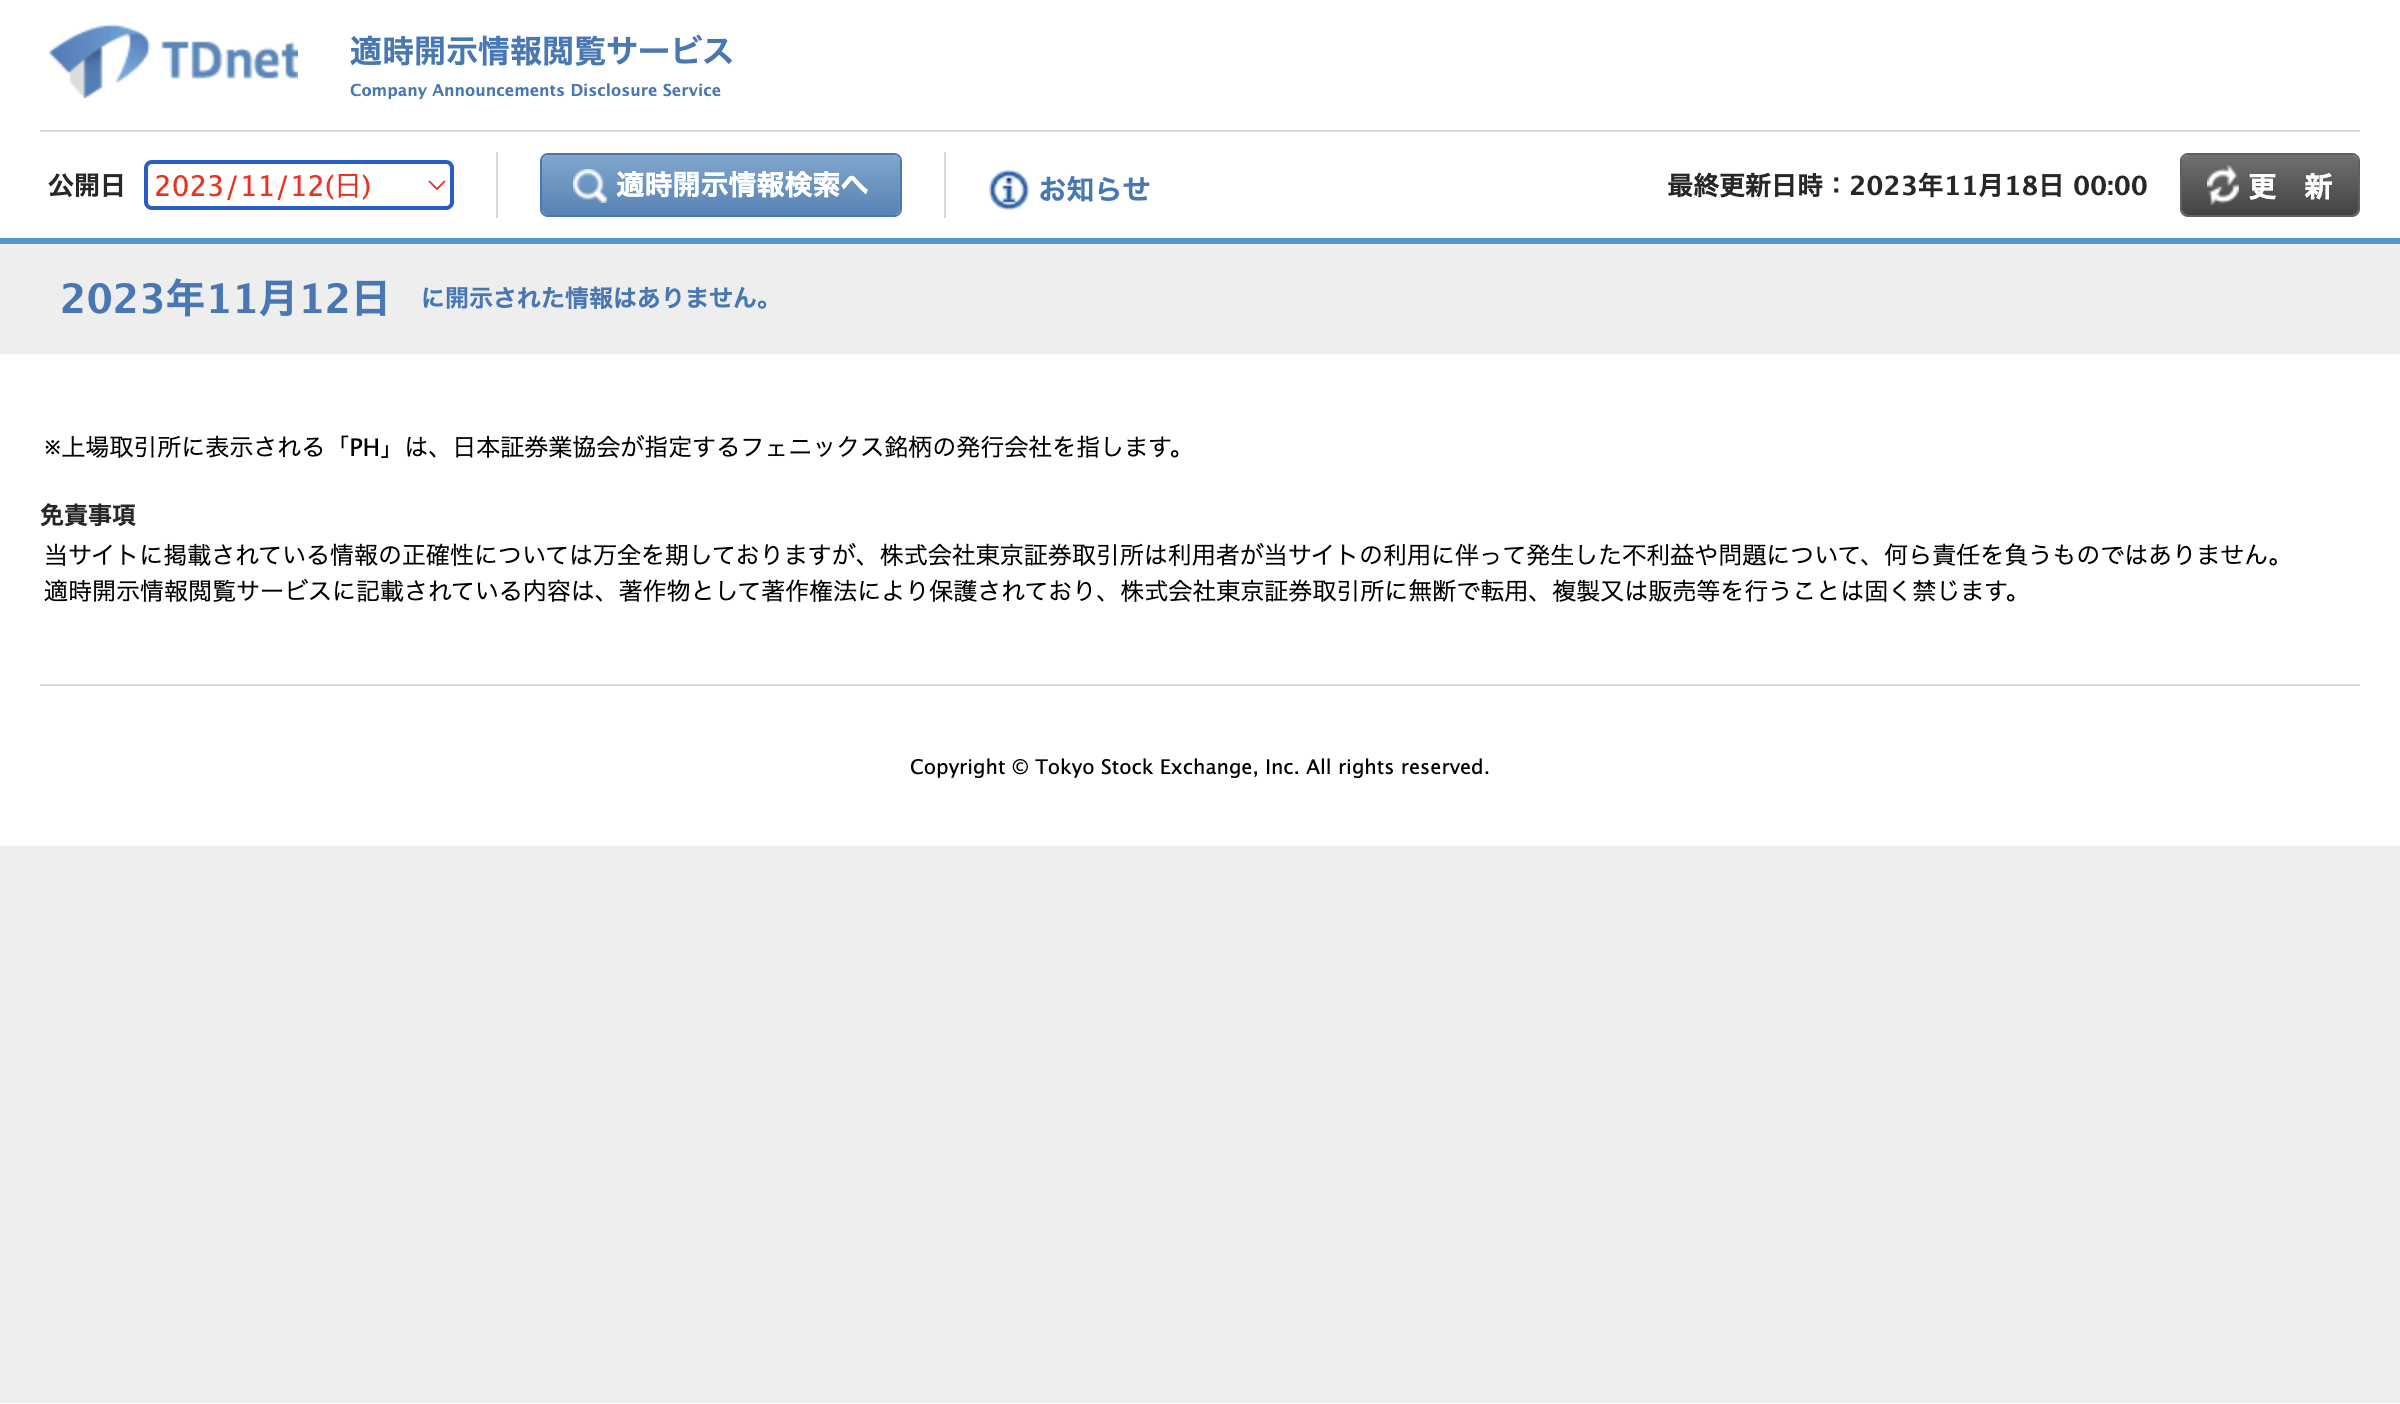 TDnet
適時開示情報閲覧サービス
Company Announcements Disclosure Service
公開日 2023/11/12(日) 適時開示情報検索へ お知らせ 最終更新日時：2023年11月18日 00:00 更　新
2023年11月12日 に開示された情報はありません。
※上場取引所に表示される「PH」は、日本証券業協会が指定するフェニックス銘柄の発行会社を指します。
免責事項
当サイトに掲載されている情報の正確性については万全を期しておりますが、株式会社東京証券取引所は利用者が当サイトの利用に伴って発生した不利益や問題について、何ら責任を負うものではありません。
適時開示情報閲覧サービスに記載されている内容は、著作物として著作権法により保護されており、株式会社東京証券取引所に無断で転用、複製又は販売等を行うことは固く禁じます。
Copyright © Tokyo Stock Exchange, Inc. All rights reserved.